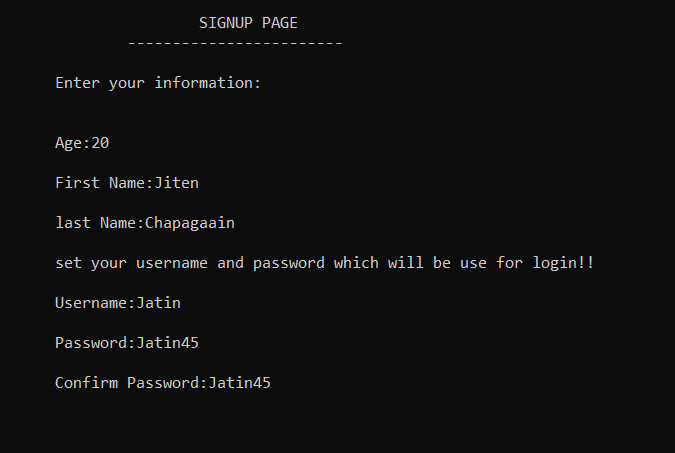 SIGNUP PAGE
------------------------
Enter your information:
Age:20
First Name:Jiten
last Name:Chapagaain
set your username and password which will be use for login!!
Username:Jatin
Password:Jatin45
Confirm Password:Jatin45